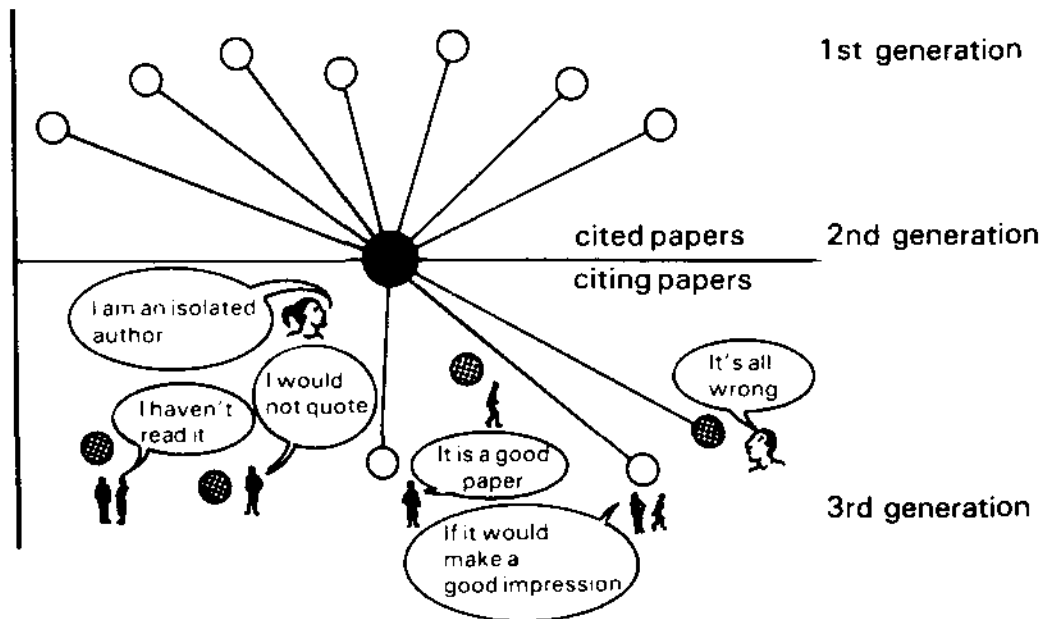 1st generation
cited papers
2nd generation
citing papers
I am an isolated
author
It's all
wrong
I would
not quote
I haven't
read it
It is a good
paper
3rd generation
If it would
make a
good impression